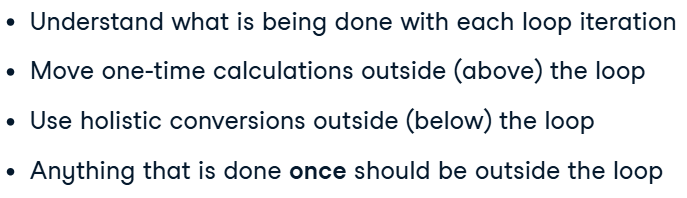 • Understand what is being done with each loop iteration
• Move one-time calculations outside (above) the loop
• Use holistic conversions outside (below) the loop
• Anything that is done once should be outside the loop